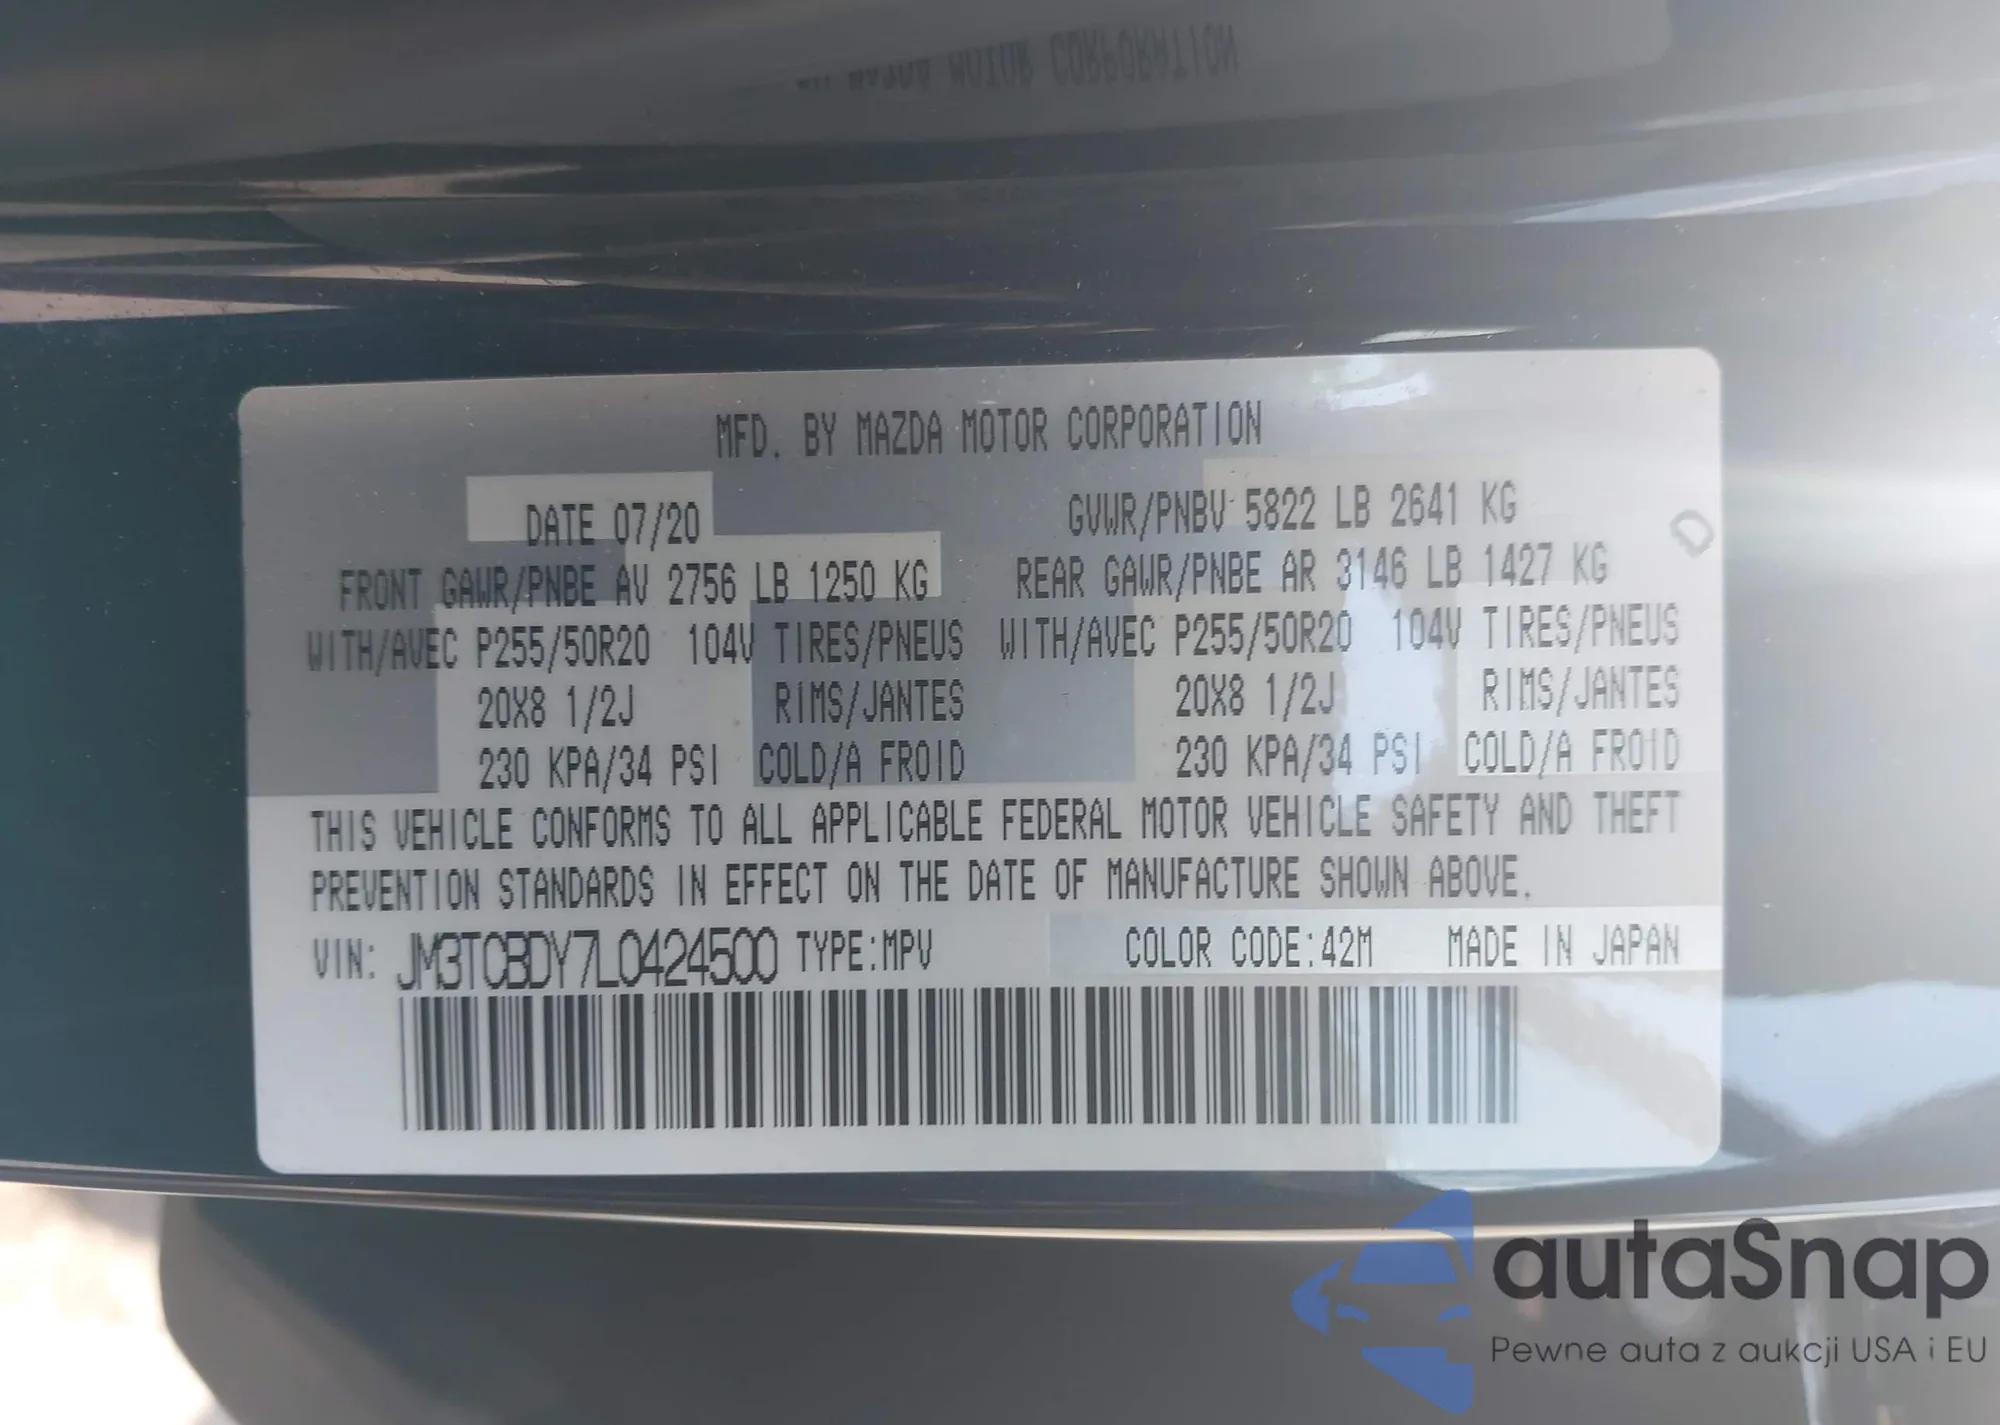 MFD. BY MAZDA MOTOR CORPORATION
DATE 07/20 GVWR/PNBV 5822 LB 2641 KG
D
FRONT GAWR/PNBE AV 2756 LB 1250 KG REAR GAWR/PNBE AR 3146 LB 1427 KG
WITH/AVEC P255/50R20 104V TIRES/PNEUS WITH/AVEC P255/50R20 104V TIRES/PNEUS
20X8 1/2J RIMS/JANTES 20X8 1/2J RIMS/JANTES
230 KPA/34 PSI COLD/A FROID 230 KPA/34 PSI COLD/A FROID
THIS VEHICLE CONFORMS TO ALL APPLICABLE FEDERAL MOTOR VEHICLE SAFETY AND THEFT
PREVENTION STANDARDS IN EFFECT ON THE DATE OF MANUFACTURE SHOWN ABOVE.
VIN: JM3TCBDY7L0424500 TYPE:MPV COLOR CODE:42M MADE IN JAPAN
autaSnap
Pewne auta z aukcji USA i EU